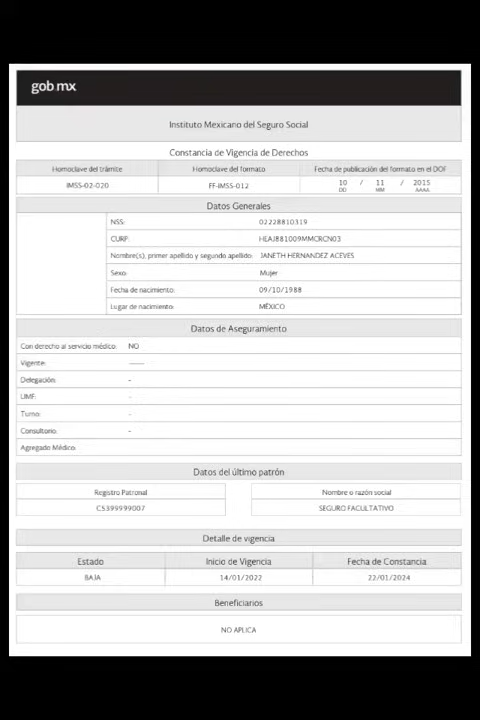 gob mx
Instituto Mexicano del Seguro Social
Constancia de Vigencia de Derechos
Homoclave del trámite Homoclave del formato Fecha de publicación del formato en el DOF
IMSS-02-020 FF-IMSS-012 10 / 11 / 2015
DD MM AAAA
Datos Generales
NSS: 02228810319
CURP: HEAJ881009MMCRCN03
Nombre(s), primer apellido y segundo apellido: JANETH HERNANDEZ ACEVES
Sexo: Mujer
Fecha de nacimiento: 09/10/1988
Lugar de nacimiento: MÉXICO
Datos de Aseguramiento
Con derecho al servicio médico: NO
Vigente: ------
Delegación: -
UMF: -
Turno: -
Consultorio: -
Agregado Médico:
Datos del último patrón
Registro Patronal Nombre o razón social
C5399999007 SEGURO FACULTATIVO
Detalle de vigencia
Estado Inicio de Vigencia Fecha de Constancia
BAJA 14/01/2022 22/01/2024
Beneficiarios
NO APLICA